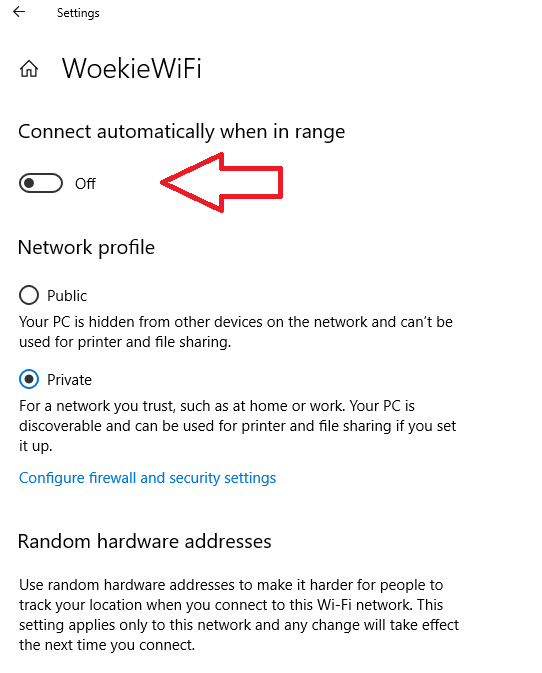 Settings
WoekieWiFi
Connect automatically when in range
Off
Network profile
Public
Your PC is hidden from other devices on the network and can't be
used for printer and file sharing.
Private
For a network you trust, such as at home or work. Your PC is
discoverable and can be used for printer and file sharing if you set
it up.
Configure firewall and security settings
Random hardware addresses
Use random hardware addresses to make it harder for people to
track your location when you connect to this Wi-Fi network. This
setting applies only to this network and any change will take effect
the next time you connect.